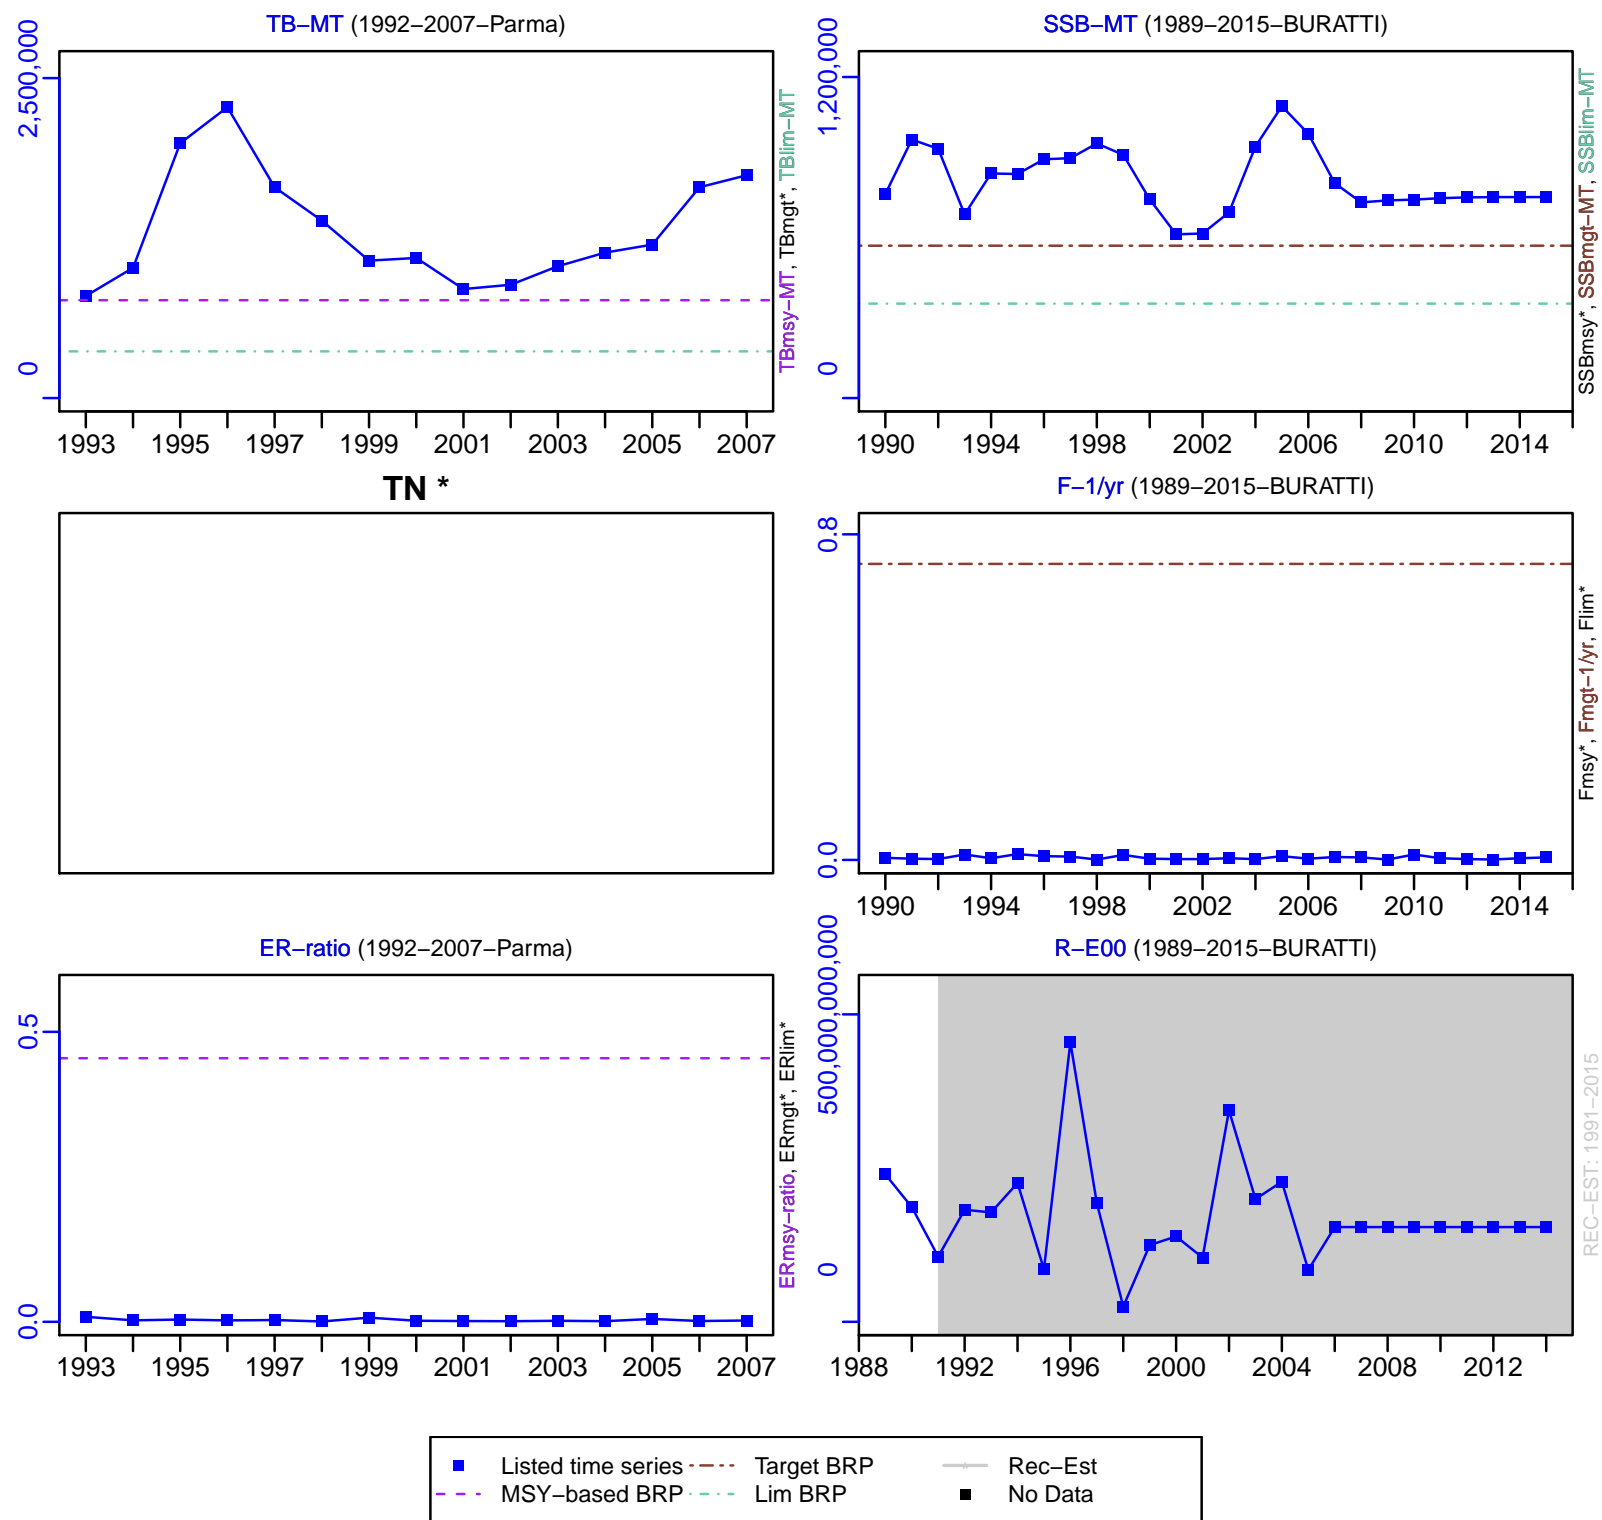 TB−MT (1992−2007−Parma)
2,500,000
0
1993 1995 1997 1999 2001 2003 2005 2007
TBmsy−MT, TBmgt*, TBlim−MT
SSB−MT (1989−2015−BURATTI)
1,200,000
0
1990 1994 1998 2002 2006 2010 2014
SSBmsy*, SSBmgt−MT, SSBlim−MT
TN *
F−1/yr (1989−2015−BURATTI)
0.8
0.0
1990 1994 1998 2002 2006 2010 2014
Fmsy*, Fmgt−1/yr, Flim*
ER−ratio (1992−2007−Parma)
0.5
0.0
1993 1995 1997 1999 2001 2003 2005 2007
ERmsy−ratio, ERmgt*, ERlim*
R−E00 (1989−2015−BURATTI)
500,000,000,000
0
1988 1992 1996 2000 2004 2008 2012
REC−EST: 1991−2015
Listed time series Target BRP Rec−Est
MSY−based BRP Lim BRP No Data